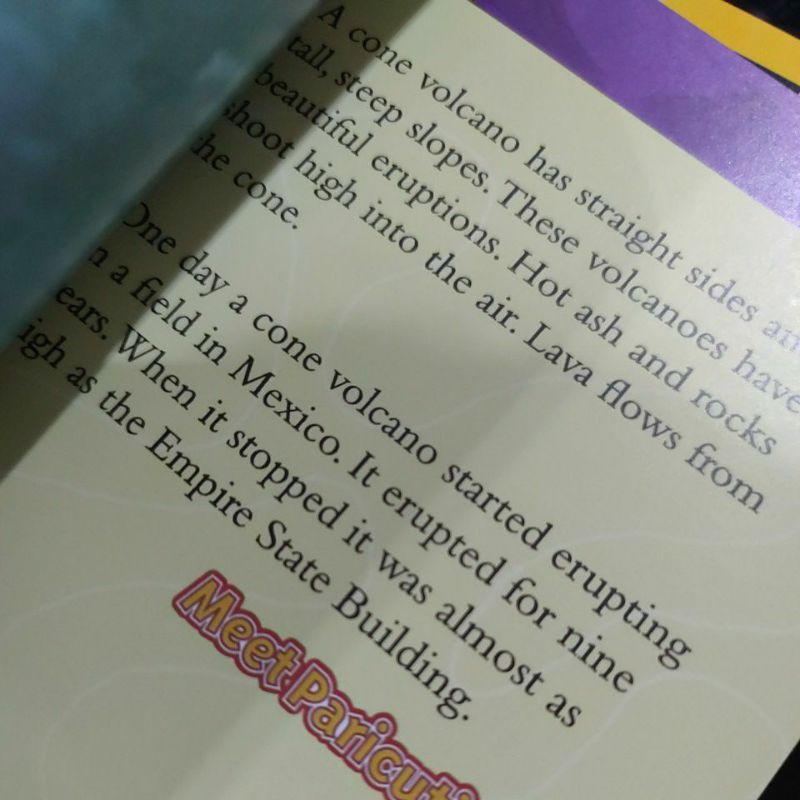 A cone volcano has straight sides an
tall, steep slopes. These volcanoes have
beautiful eruptions. Hot ash and rocks
shoot high into the air. Lava flows from
the cone.
One day a cone volcano started erupting
n a field in Mexico. It erupted for nine
ears. When it stopped it was almost as
igh as the Empire State Building.
Meet Paricuti